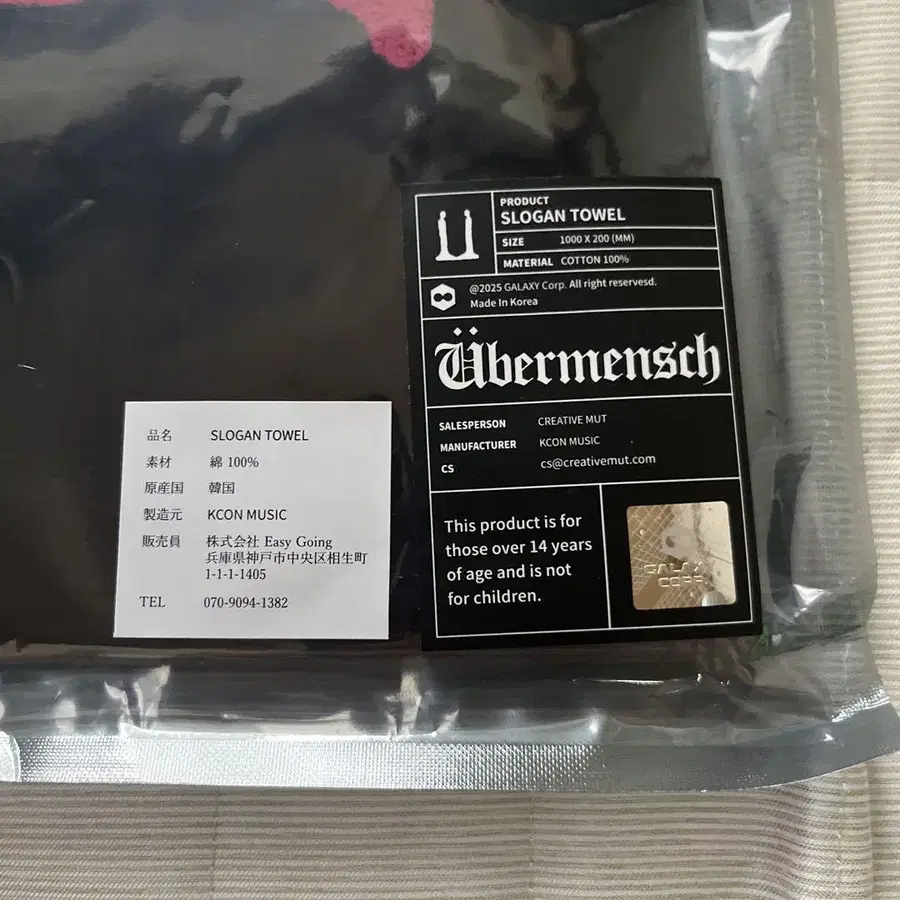 品名 SLOGAN TOWEL
素材 綿 100%
原産国 韓国
製造元 KCON MUSIC
販売員 株式会社 Easy Going
兵庫県神戸市中央区相生町
1-1-1-1405
TEL 070-9094-1382
PRODUCT
SLOGAN TOWEL
SIZE 1000 X 200 (MM)
MATERIAL COTTON 100%
@2025 GALAXY Corp. All right reservesd.
Made In Korea
Übermensch
SALESPERSON CREATIVE MUT
MANUFACTURER KCON MUSIC
CS cs@creativemut.com
This product is for
those over 14 years
of age and is not
for children.
GALAXY
CORP